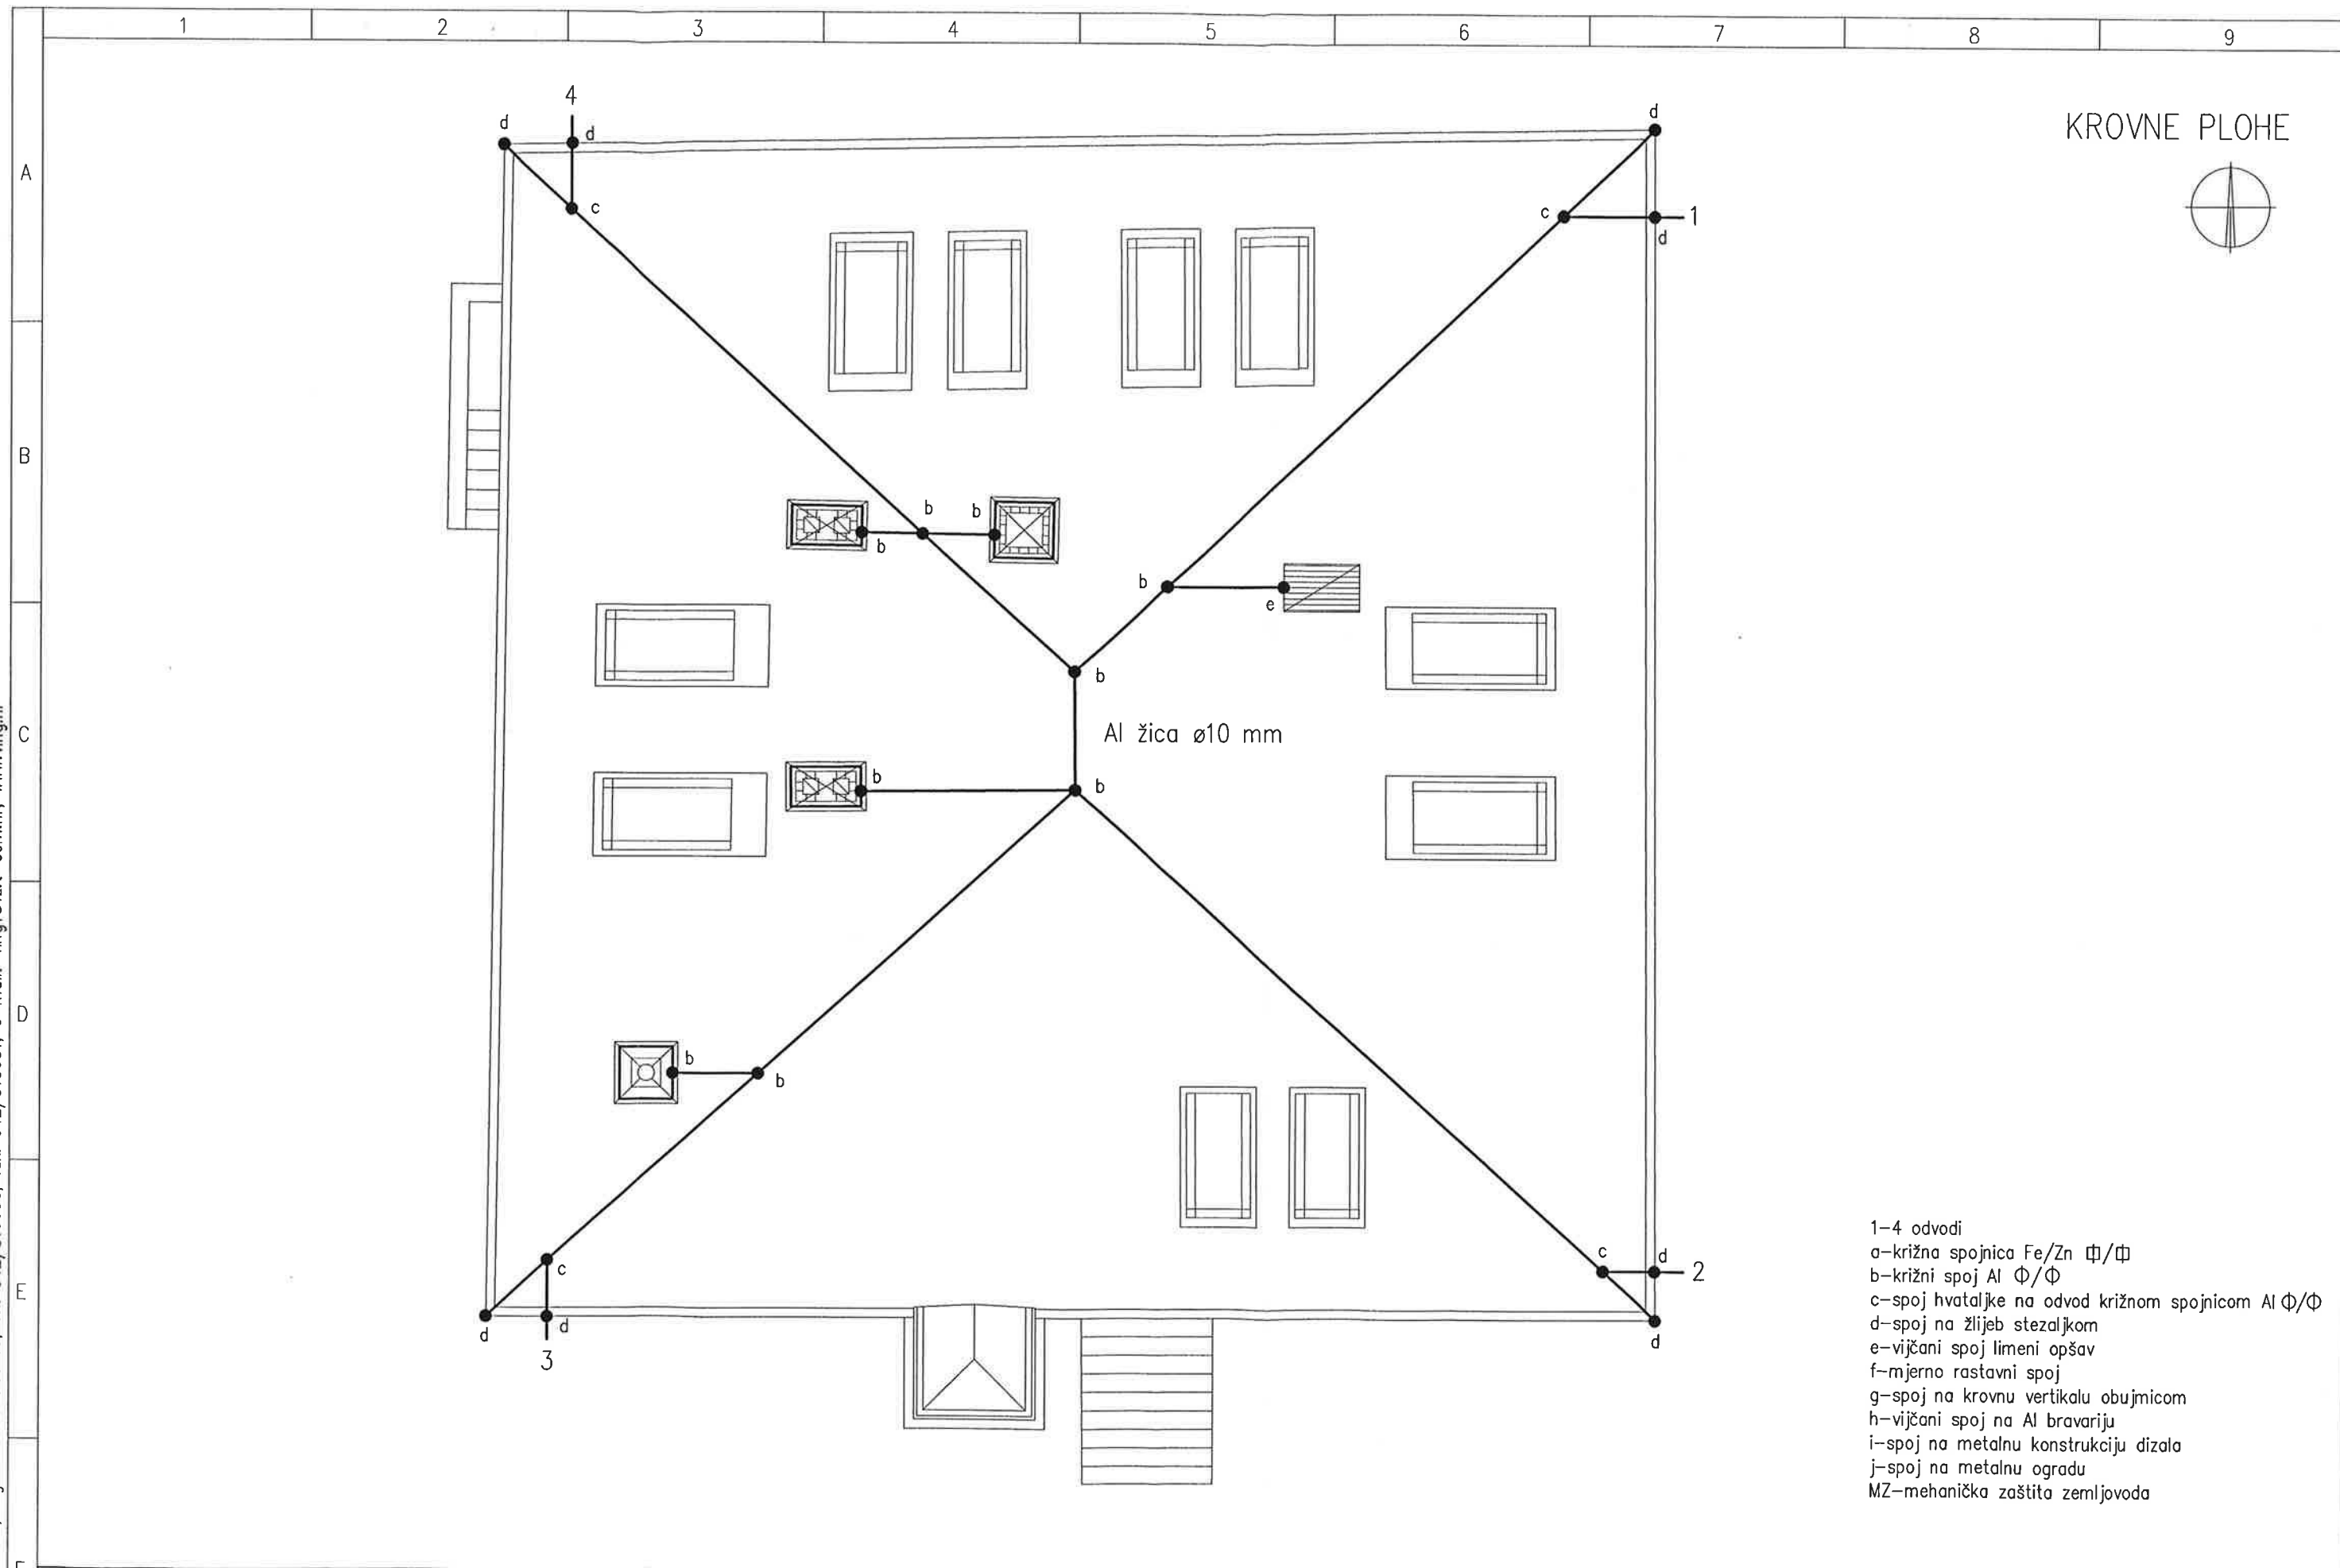 1 2 3 4 5 6 7 8 9
A
B
C
D
E
KROVNE PLOHE
4
d
d
d
c
c
1
d
b
b
b
b
e
b
Al žica ø10 mm
b
b
b
b
c
d
d
3
c
d
2
d
1-4 odvodi
a-križna spojnica Fe/Zn
b-križni spoj Al Φ/Φ
c-spoj hvataljke na odvod križnom spojnicom Al Φ/Φ
d-spoj na žlijeb stezaljkom
e-vijčani spoj limeni opšav
f-mjerno rastavni spoj
g-spoj na krovnu vertikalu obujmicom
h-vijčani spoj na Al bravariju
i-spoj na metalnu konstrukciju dizala
j-spoj na metalnu ogradu
MZ-mehanička zaštita zemljovoda